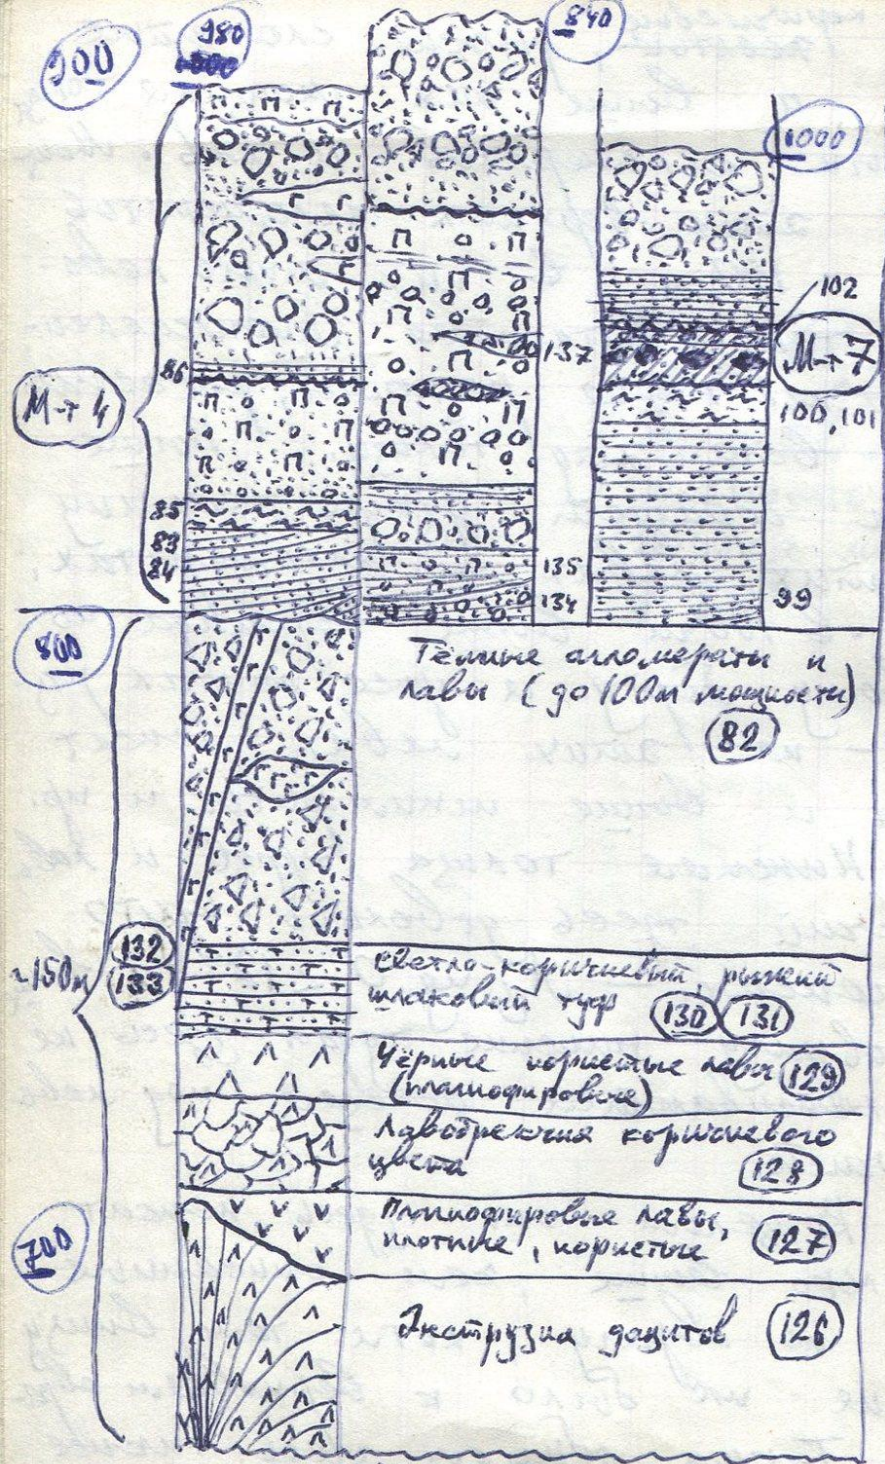 900
980
1000
840
1000
102
137
М-т 7
86
М-т 4
100, 101
85
83
84
135
134
99
800
Тёмные агломераты и
лавы (до 100м мощности)
82
132
133
~150м
светло-коричневый, рыжий
шлаковый туф
130 131
Чёрные пористые лавы 129
(плагиофировые)
Лавобрекчия коричневого
цвета
128
700
Плагиофировые лавы,
плотные, пористые 127
Экструзия дацитов 126